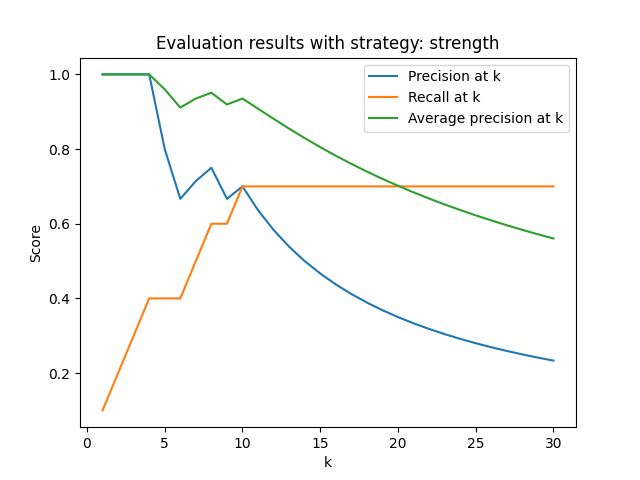 Evaluation results with strategy: strength
Precision at k
Recall at k
Average precision at k
Score
1.0
0.8
0.6
0.4
0.2
0
5
10
15
20
25
30
k